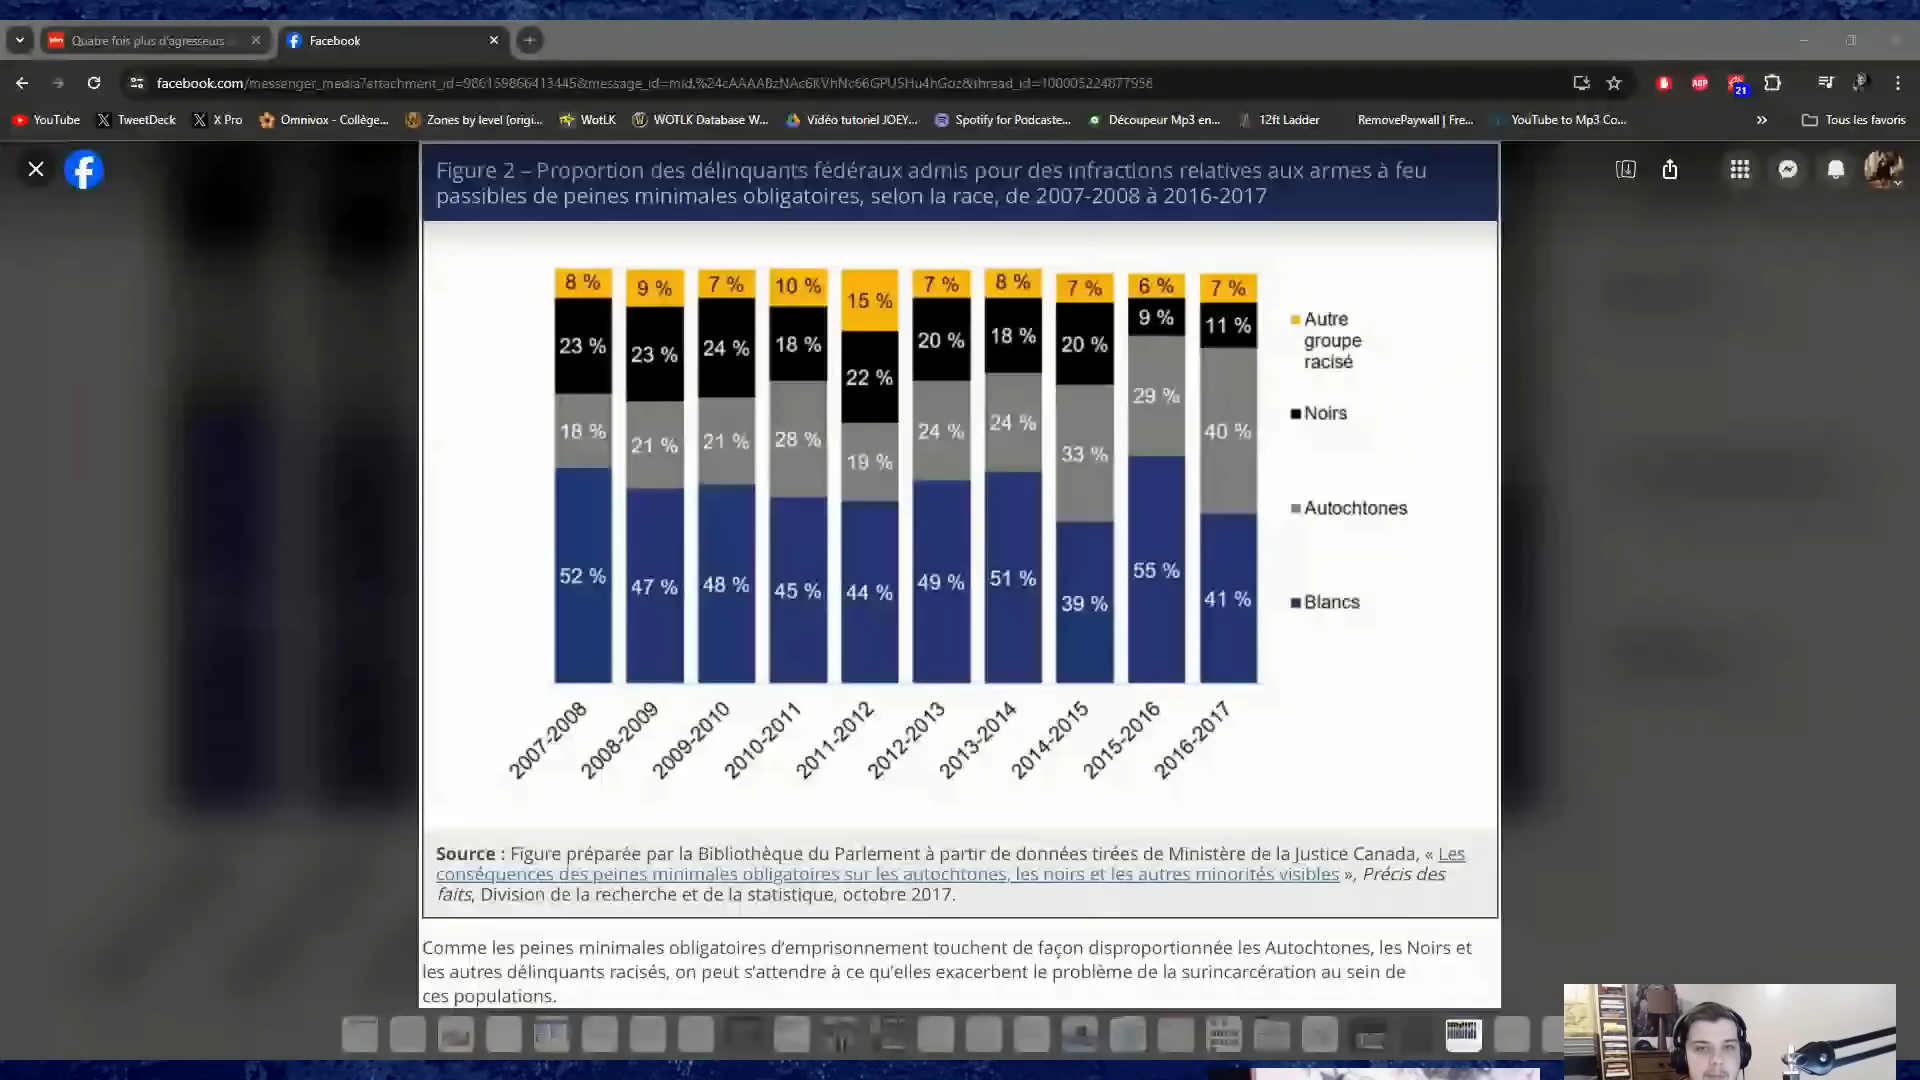 Quatre fois plus d'agresseurs
Facebook
facebook.com/messenger_media?attachment_id=
21
YouTube
TweetDeck
X Pro
Omnivox - Collège...
Zones by level (origi...
WotLK
WOTLK Database W...
Vidéo tutoriel JOEY...
Spotify for Podcaste...
Découpeur Mp3 en...
12ft Ladder
RemovePaywall | Fre...
YouTube to Mp3 Co...
Tous les favoris
Figure 2 – Proportion des délinquants fédéraux admis pour des infractions relatives aux armes à feu
passibles de peines minimales obligatoires, selon la race, de 2007-2008 à 2016-2017
8 % 9 % 7 % 10 % 15 % 7 % 8 % 7 % 6 % 7 %
23 % 23 % 24 % 18 % 22 % 20 % 18 % 20 % 9 % 11 %
18 % 21 % 21 % 28 % 19 % 24 % 24 % 33 % 29 % 40 %
52 % 47 % 48 % 45 % 44 % 49 % 51 % 39 % 55 % 41 %
Autre
groupe
racisé
Noirs
Autochtones
Blancs
2007-2008 2008-2009 2009-2010 2010-2011 2011-2012 2012-2013 2013-2014 2014-2015 2015-2016 2016-2017
Source : Figure préparée par la Bibliothèque du Parlement à partir de données tirées de Ministère de la Justice Canada, « Les
conséquences des peines minimales obligatoires sur les autochtones, les noirs et les autres minorités visibles », Précis des
faits, Division de la recherche et de la statistique, octobre 2017.
Comme les peines minimales obligatoires d'emprisonnement touchent de façon disproportionnée les Autochtones, les Noirs et
les autres délinquants racisés, on peut s'attendre à ce qu'elles exacerbent le problème de la surincarcération au sein de
ces populations.